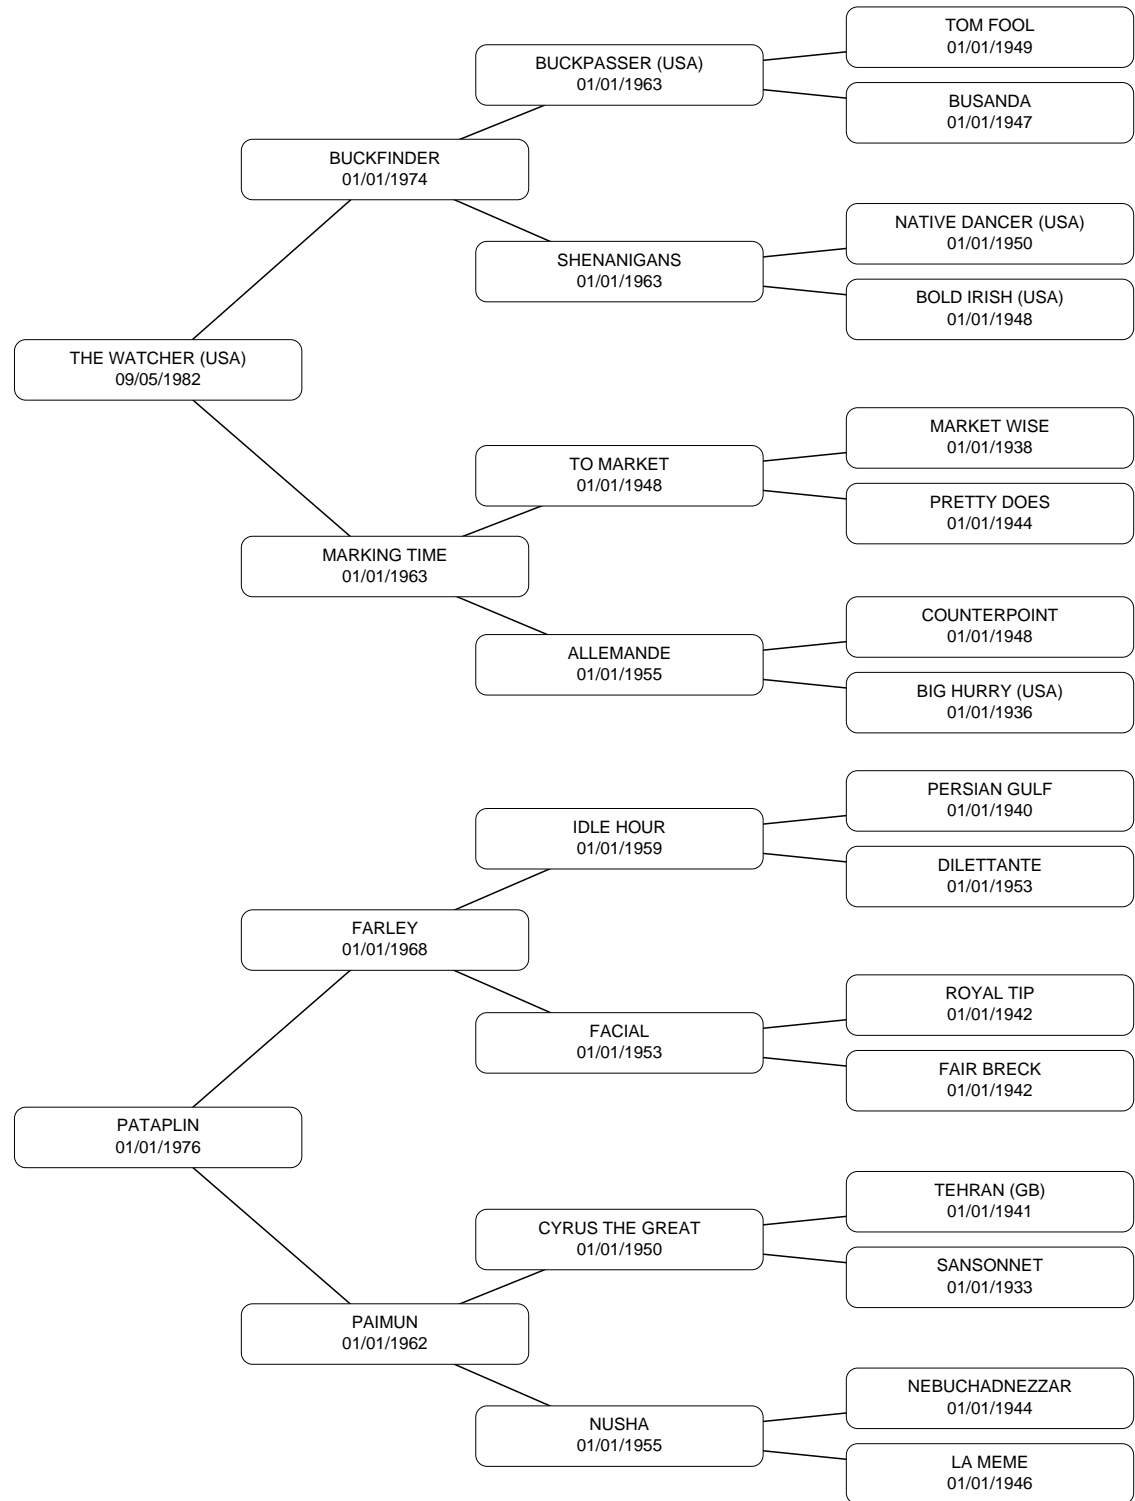 TOM FOOL
01/01/1949
BUCKPASSER (USA)
01/01/1963
BUSANDA
01/01/1947
BUCKFINDER
01/01/1974
NATIVE DANCER (USA)
01/01/1950
SHENANIGANS
01/01/1963
BOLD IRISH (USA)
01/01/1948
THE WATCHER (USA)
09/05/1982
MARKET WISE
01/01/1938
TO MARKET
01/01/1948
PRETTY DOES
01/01/1944
MARKING TIME
01/01/1963
COUNTERPOINT
01/01/1948
ALLEMANDE
01/01/1955
BIG HURRY (USA)
01/01/1936
PERSIAN GULF
01/01/1940
IDLE HOUR
01/01/1959
DILETTANTE
01/01/1953
FARLEY
01/01/1968
ROYAL TIP
01/01/1942
FACIAL
01/01/1953
FAIR BRECK
01/01/1942
PATAPLIN
01/01/1976
TEHRAN (GB)
01/01/1941
CYRUS THE GREAT
01/01/1950
SANSONNET
01/01/1933
PAIMUN
01/01/1962
NEBUCHADNEZZAR
01/01/1944
NUSHA
01/01/1955
LA MEME
01/01/1946